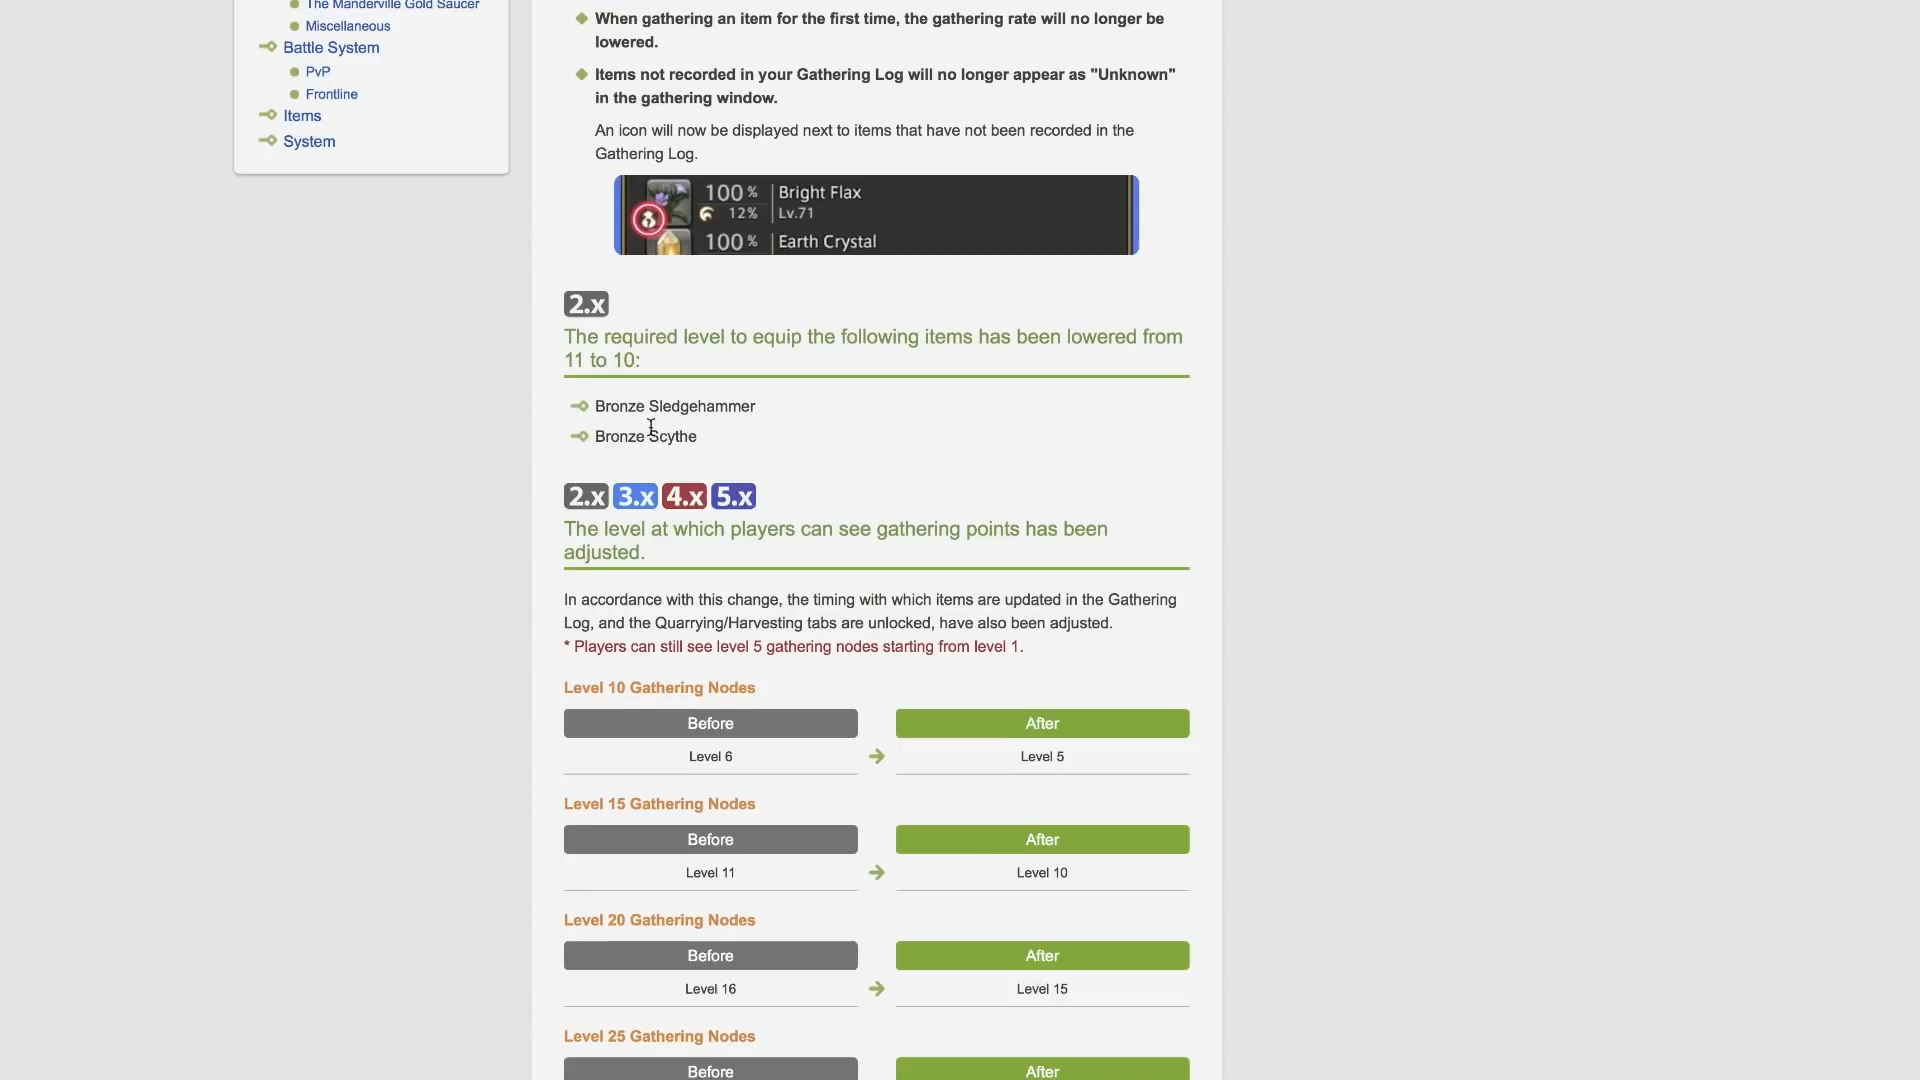 The Manderville Gold Saucer
Miscellaneous
Battle System
PvP
Frontline
Items
System
When gathering an item for the first time, the gathering rate will no longer be
lowered.
Items not recorded in your Gathering Log will no longer appear as "Unknown"
in the gathering window.
An icon will now be displayed next to items that have not been recorded in the
Gathering Log.
100 % Bright Flax
12% Lv.71
100 % Earth Crystal
2.x
The required level to equip the following items has been lowered from
11 to 10:
Bronze Sledgehammer
Bronze Scythe
2.x 3.x 4.x 5.x
The level at which players can see gathering points has been
adjusted.
In accordance with this change, the timing with which items are updated in the Gathering
Log, and the Quarrying/Harvesting tabs are unlocked, have also been adjusted.
* Players can still see level 5 gathering nodes starting from level 1.
Level 10 Gathering Nodes
Before After
Level 6 Level 5
Level 15 Gathering Nodes
Before After
Level 11 Level 10
Level 20 Gathering Nodes
Before After
Level 16 Level 15
Level 25 Gathering Nodes
Before After